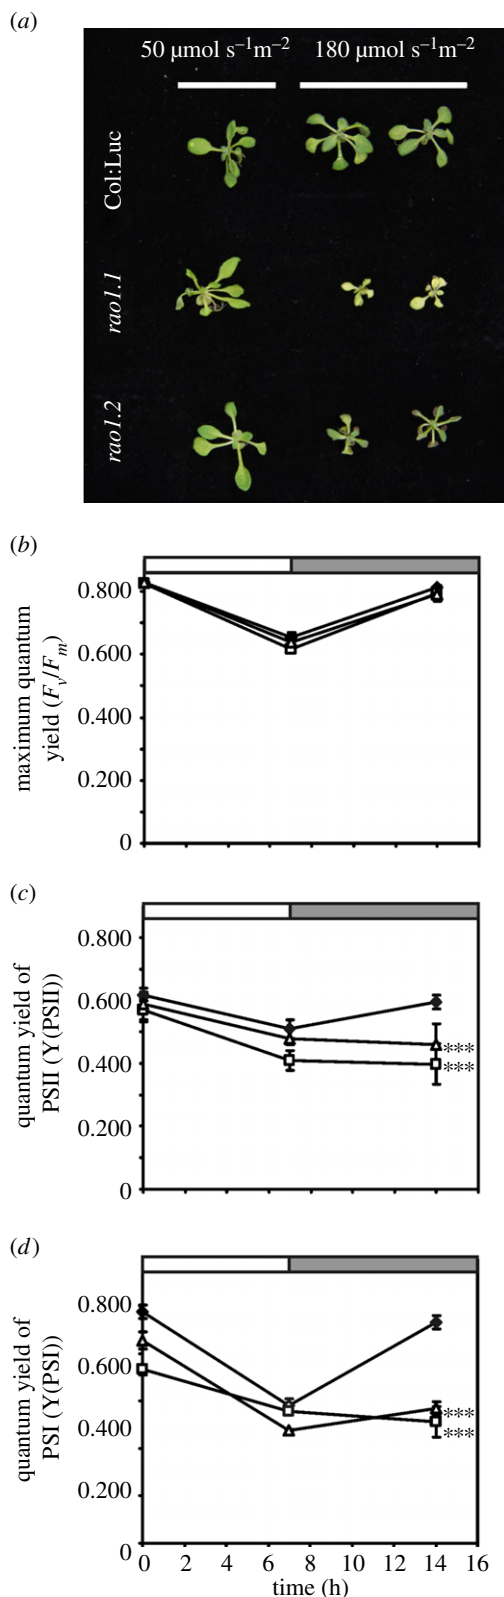 (a)
50 µmol s⁻¹m⁻² 180 µmol s⁻¹m⁻²
Col:Luc
rao1.1
rao1.2
(b)
maximum quantum
yield (Fv/Fm)
0.800
0.600
0.400
0.200
0
(c)
quantum yield of
PSII (Y(PSII))
0.800
0.600
0.400
0.200
0
***
***
(d)
quantum yield of
PSI (Y(PSI))
0.800
0.600
0.400
0.200
0
***
***
0 2 4 6 8 10 12 14 16
time (h)